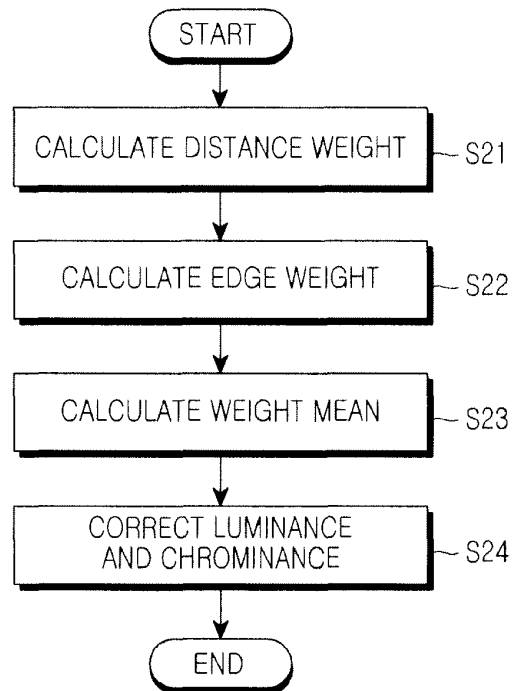 START
CALCULATE DISTANCE WEIGHT
S21
CALCULATE EDGE WEIGHT
S22
CALCULATE WEIGHT MEAN
S23
CORRECT LUMINANCE
AND CHROMINANCE
S24
END